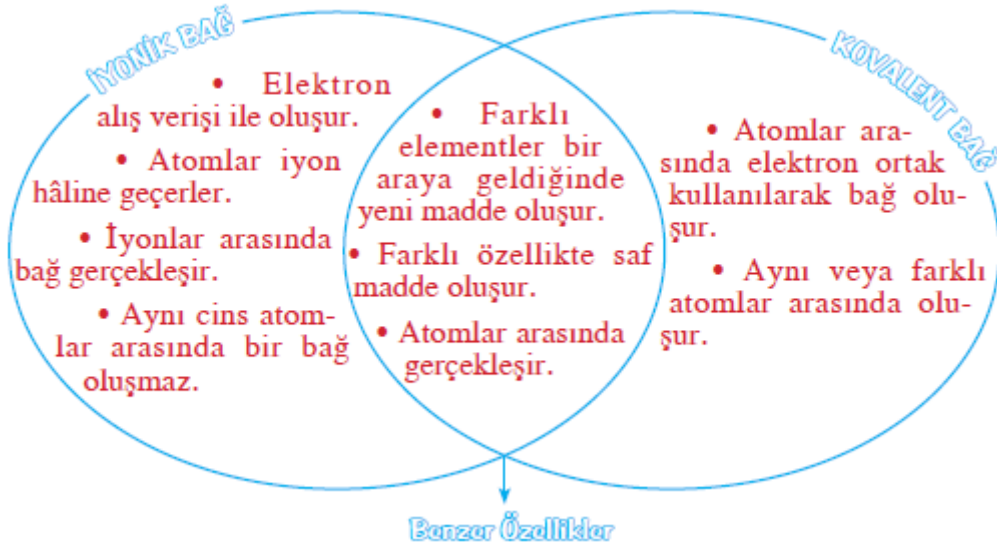 İYONİK BAĞ
• Elektron
alış verişi ile oluşur.
• Atomlar iyon
hâline geçerler.
• İyonlar arasında
bağ gerçekleşir.
• Aynı cins atom-
lar arasında bir bağ
oluşmaz.
• Farklı
elementler bir
araya geldiğinde
yeni madde oluşur.
• Farklı özellikte saf
madde oluşur.
• Atomlar arasında
gerçekleşir.
KOVALENT BAĞ
• Atomlar ara-
sında elektron ortak
kullanılarak bağ olu-
şur.
• Aynı veya farklı
atomlar arasında olu-
şur.
Benzer Özellikler